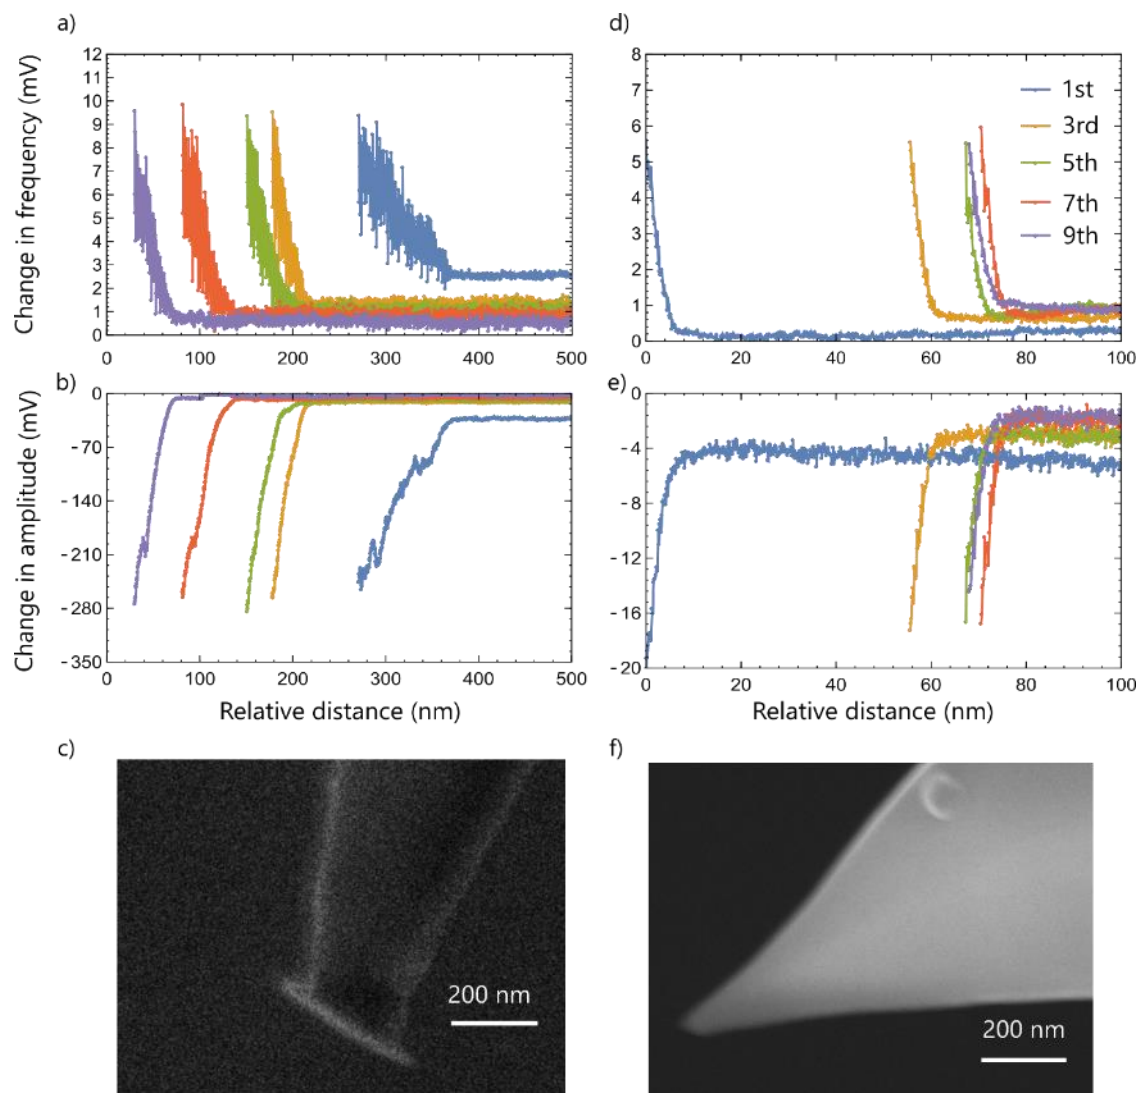 a)
Change in frequency (mV)
12
11
10
9
8
7
6
5
4
3
2
1
0
0 100 200 300 400 500
b)
Change in amplitude (mV)
0
-70
-140
-210
-280
-350
0 100 200 300 400 500
Relative distance (nm)
c)
200 nm
d)
8
7
6
5
4
3
2
1
0
0 20 40 60 80 100
1st
3rd
5th
7th
9th
e)
0
-4
-8
-12
-16
-20
0 20 40 60 80 100
Relative distance (nm)
f)
200 nm